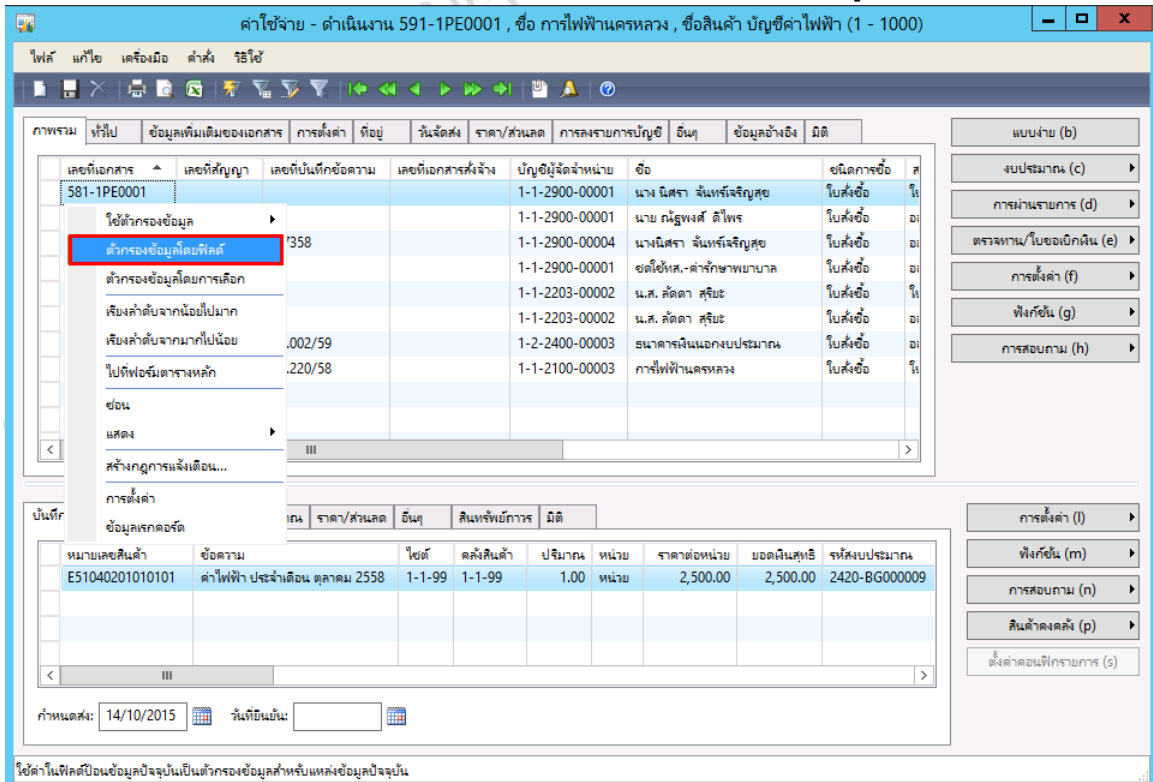 ค่าใช้จ่าย - ดำเนินงาน 591-1PE0001 , ชื่อ การไฟฟ้านครหลวง , ชื่อสินค้า บัญชีค่าไฟฟ้า (1 - 1000)
ไฟล์ แก้ไข เครื่องมือ คำสั่ง วิธีใช้
ภาพรวม ทั่วไป ข้อมูลเพิ่มเติมของเอกสาร การตั้งค่า ที่อยู่ วันจัดส่ง ราคา/ส่วนลด การลงรายการบัญชี อื่นๆ ข้อมูลอ้างอิง มิติ
แบบง่าย (b)
งบประมาณ (c)
การผ่านรายการ (d)
ตรวจทาน/ใบขอเบิกเงิน (e)
การตั้งค่า (f)
ฟังก์ชั่น (g)
การสอบถาม (h)
เลขที่เอกสาร เลขที่สัญญา เลขที่บันทึกข้อความ เลขที่เอกสารสั่งจ้าง บัญชีผู้จัดจำหน่าย ชื่อ ชนิดการซื้อ ส
581-1PE0001 1-1-2900-00001 นาง นิศรา จันทร์เจริญสุข ใบสั่งซื้อ
1-1-2900-00001 นาย ณัฐพงศ์ ดีไพร ใบสั่งซื้อ
7358 1-1-2900-00004 นางนิศรา จันทร์เจริญสุข ใบสั่งซื้อ
1-1-2900-00001 ชดใช้ทส.-ค่ารักษาพยาบาล ใบสั่งซื้อ
1-1-2203-00002 น.ส. ลัดดา สุริยะ ใบสั่งซื้อ
1-1-2203-00002 น.ส. ลัดดา สุริยะ ใบสั่งซื้อ
.002/59 1-2-2400-00003 ธนาคารเงินนอกงบประมาณ ใบสั่งซื้อ
.220/58 1-1-2100-00003 การไฟฟ้านครหลวง ใบสั่งซื้อ
ใช้ตัวกรองข้อมูล
ตัวกรองข้อมูลโดยฟิลด์
ตัวกรองข้อมูลโดยการเลือก
เรียงลำดับจากน้อยไปมาก
เรียงลำดับจากมากไปน้อย
ไปที่ฟอร์มตารางหลัก
ซ่อน
แสดง
สร้างกฎการแจ้งเตือน...
การตั้งค่า
ข้อมูลเรกคอร์ด
บันทึก ราคา/ส่วนลด อื่นๆ สินทรัพย์ถาวร มิติ
การตั้งค่า (l)
ฟังก์ชั่น (m)
การสอบถาม (n)
สินค้าคงคลัง (p)
ตั้งค่าคอนฟิกรายการ (s)
หมายเลขสินค้า ข้อความ ไซต์ คลังสินค้า ปริมาณ หน่วย ราคาต่อหน่วย ยอดเงินสุทธิ รหัสงบประมาณ
E51040201010101 ค่าไฟฟ้า ประจำเดือน ตุลาคม 2558 1-1-99 1-1-99 1.00 หน่วย 2,500.00 2,500.00 2420-BG000009
กำหนดส่ง: 14/10/2015 วันที่ยืนยัน:
ใช้ค่าในฟิลด์ป้อนข้อมูลปัจจุบันเป็นตัวกรองข้อมูลสำหรับแหล่งข้อมูลปัจจุบัน